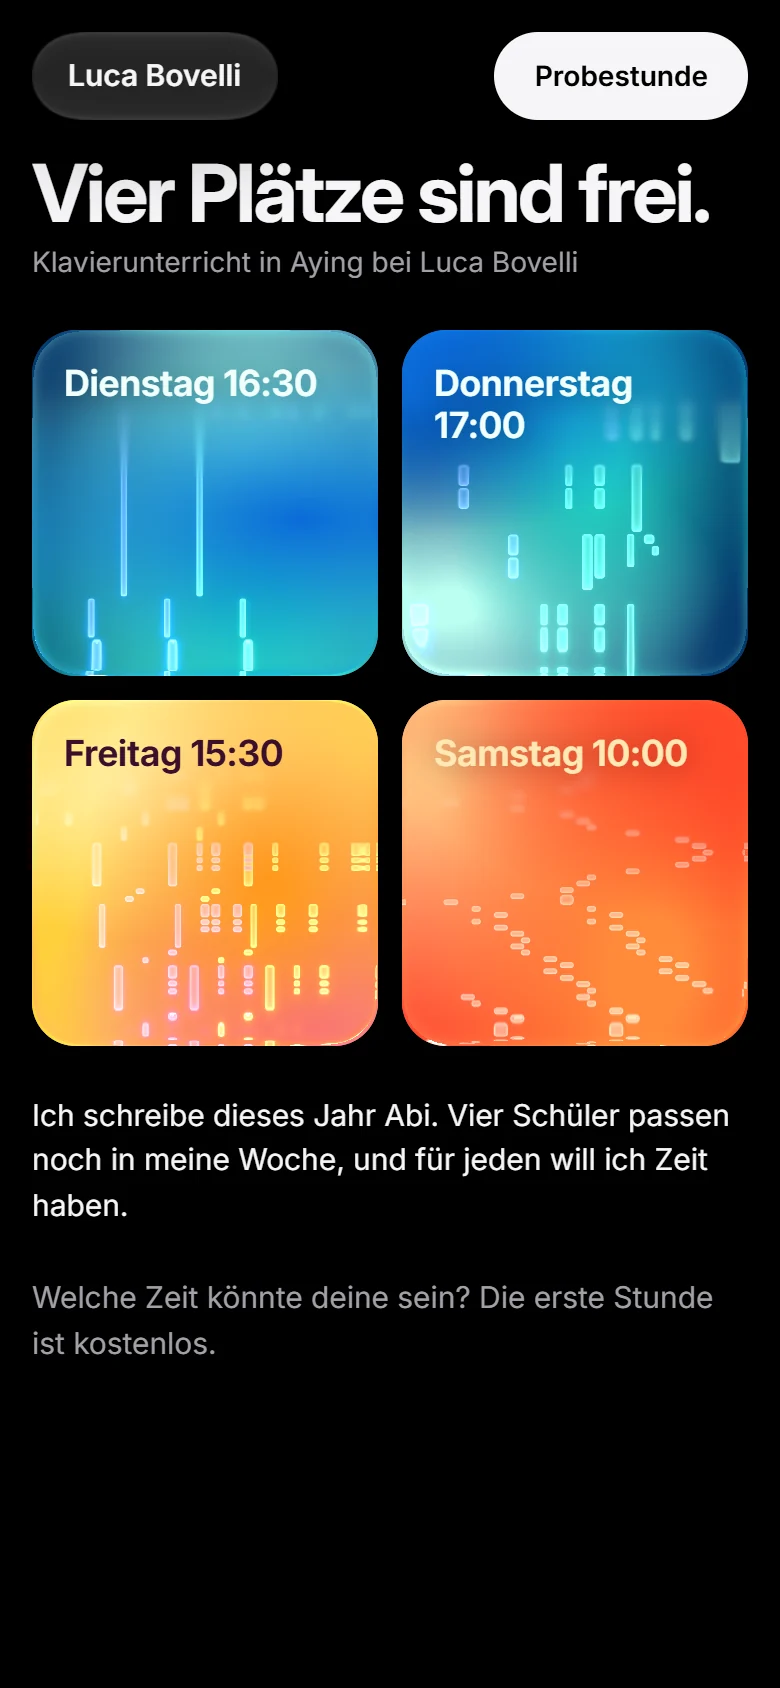 Luca Bovelli
Probestunde
Vier Plätze sind frei.
Klavierunterricht in Aying bei Luca Bovelli
Dienstag 16:30
Donnerstag
17:00
Freitag 15:30
Samstag 10:00
Ich schreibe dieses Jahr Abi. Vier Schüler passen
noch in meine Woche, und für jeden will ich Zeit
haben.
Welche Zeit könnte deine sein? Die erste Stunde
ist kostenlos.